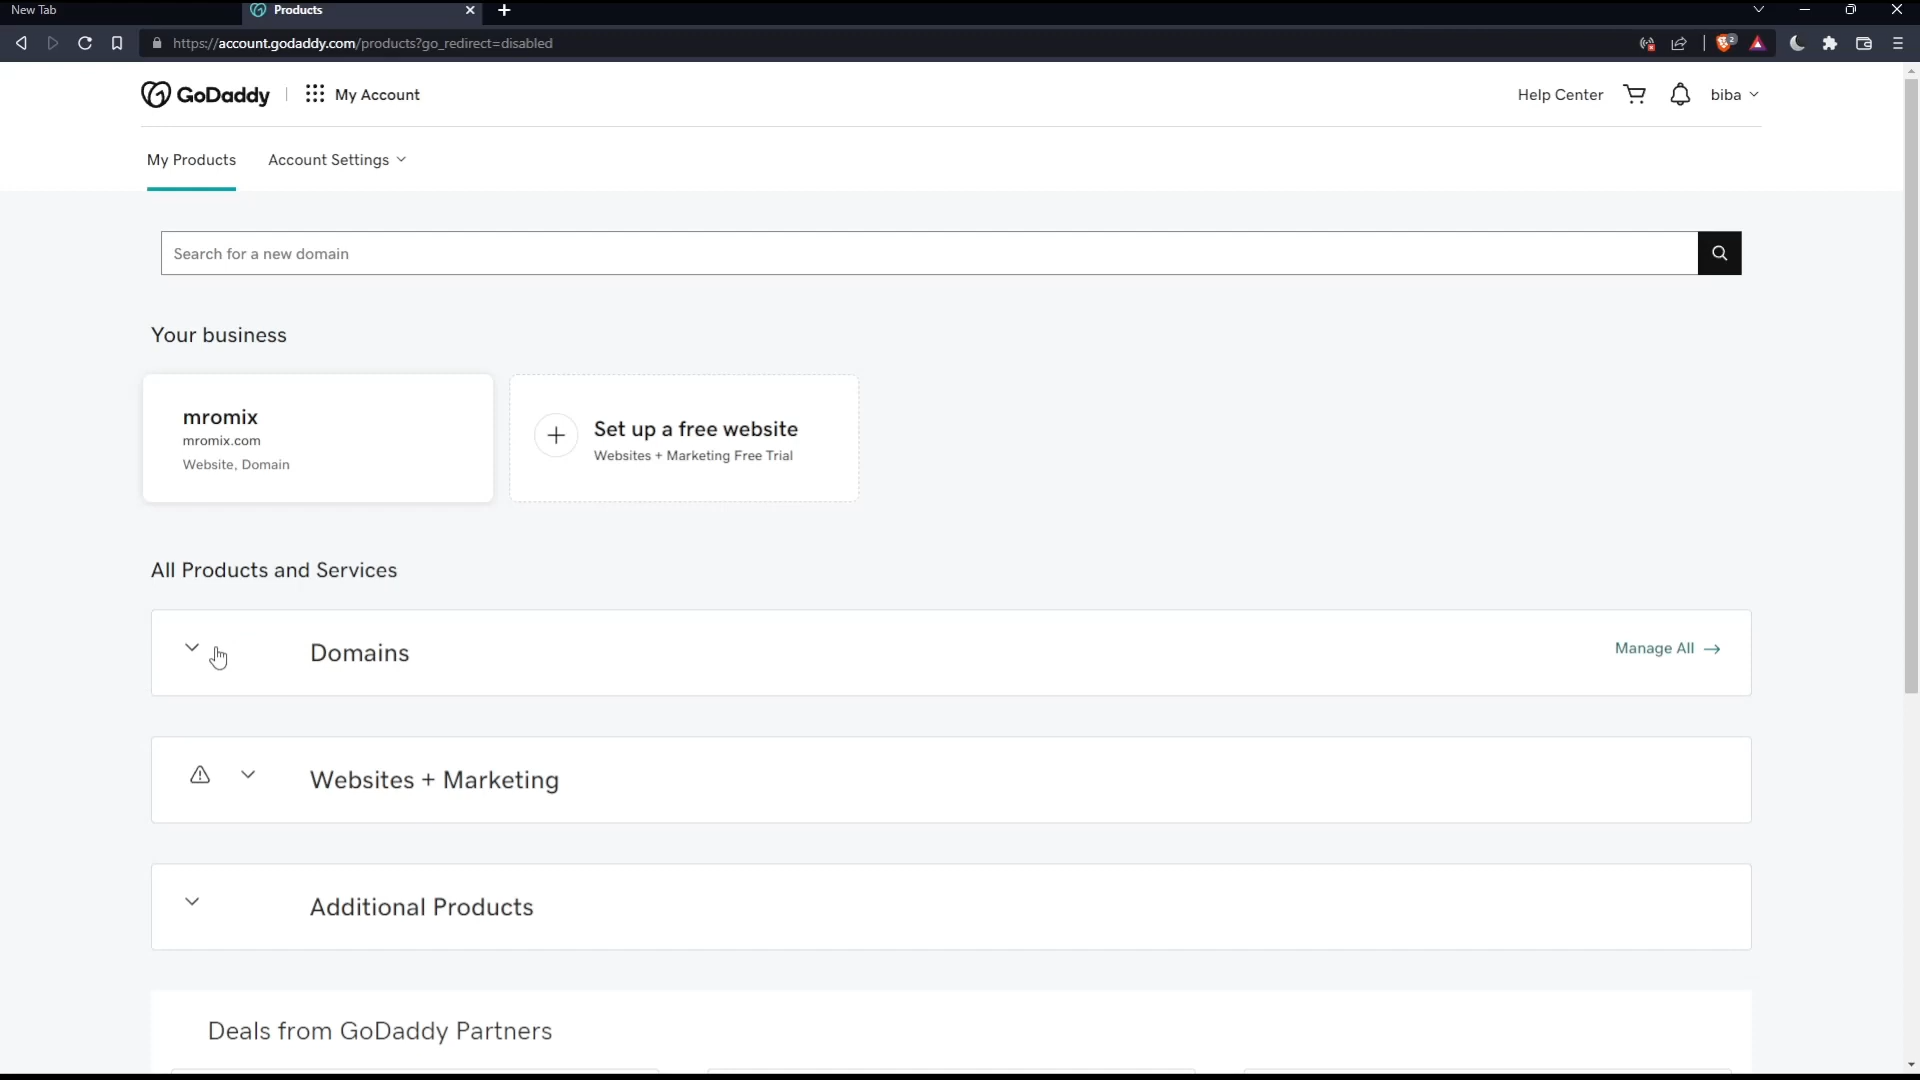 New Tab
Products
https://account.godaddy.com/products?go_redirect=disabled
2
GoDaddy
My Account
Help Center
biba
My Products
Account Settings
Search for a new domain
Your business
mromix
mromix.com
Website, Domain
Set up a free website
Websites + Marketing Free Trial
All Products and Services
Domains
Manage All →
Websites + Marketing
Additional Products
Deals from GoDaddy Partners